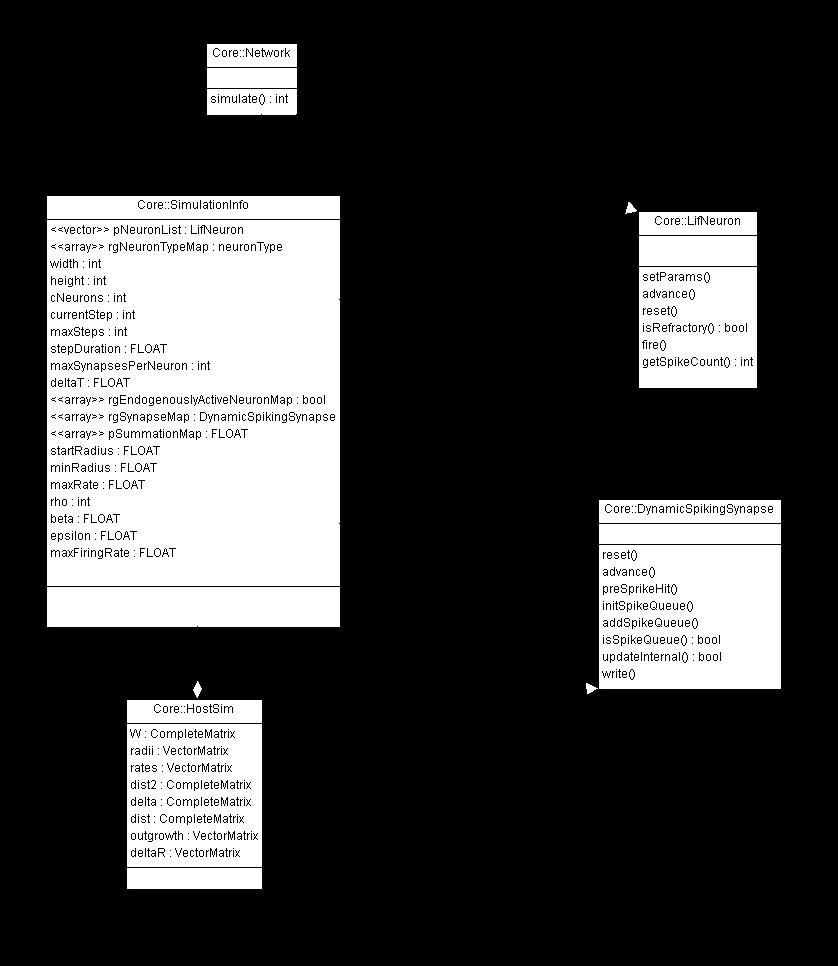 Core::Network
simulate() : int
Core::SimulationInfo
<<vector>> pNeuronList : LifNeuron
<<array>> rgNeuronTypeMap : neuronType
width : int
height : int
cNeurons : int
currentStep : int
maxSteps : int
stepDuration : FLOAT
maxSynapsesPerNeuron : int
deltaT : FLOAT
<<array>> rgEndogenouslyActiveNeuronMap : bool
<<array>> rgSynapseMap : DynamicSpikingSynapse
<<array>> pSummationMap : FLOAT
startRadius : FLOAT
minRadius : FLOAT
maxRate : FLOAT
rho : int
beta : FLOAT
epsilon : FLOAT
maxFiringRate : FLOAT
Core::LifNeuron
setParams()
advance()
reset()
isRefractory() : bool
fire()
getSpikeCount() : int
Core::DynamicSpikingSynapse
reset()
advance()
preSprikeHit()
initSpikeQueue()
addSpikeQueue()
isSpikeQueue() : bool
updateInternal() : bool
write()
Core::HostSim
W : CompleteMatrix
radii : VectorMatrix
rates : VectorMatrix
dist2 : CompleteMatrix
delta : CompleteMatrix
dist : CompleteMatrix
outgrowth : VectorMatrix
deltaR : VectorMatrix